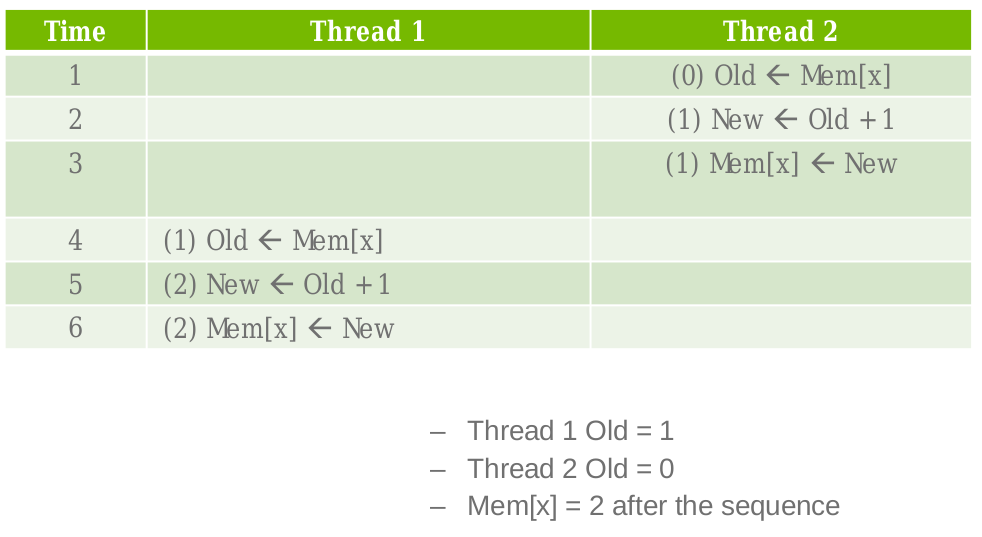 Time Thread 1 Thread 2
1 (0) Old ← Mem[x]
2 (1) New ← Old + 1
3 (1) Mem[x] ← New
4 (1) Old ← Mem[x]
5 (2) New ← Old + 1
6 (2) Mem[x] ← New
– Thread 1 Old = 1
– Thread 2 Old = 0
– Mem[x] = 2 after the sequence